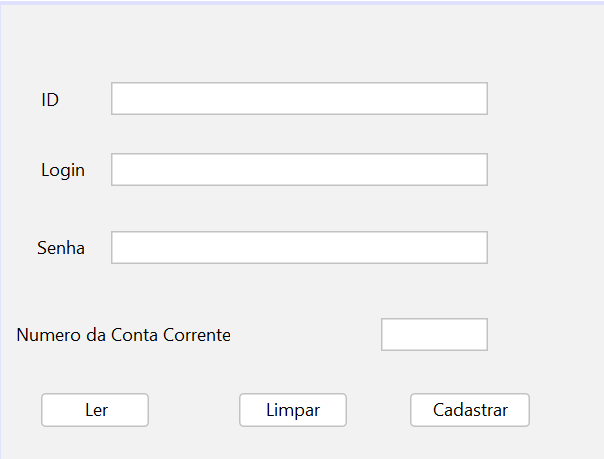 ID
Login
Senha
Numero da Conta Corrente
Ler Limpar Cadastrar